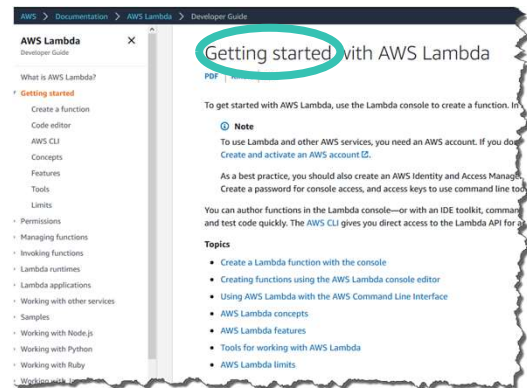 AWS > Documentation > AWS Lambda > Developer Guide
AWS Lambda
Developer Guide
What is AWS Lambda?
Getting started
Create a function
Code editor
AWS CLI
Concepts
Features
Tools
Limits
Permissions
Managing functions
Invoking functions
Lambda runtimes
Lambda applications
Working with other services
Samples
Working with Node.js
Working with Python
Working with Ruby
Working with
Getting started with AWS Lambda
PDF
To get started with AWS Lambda, use the Lambda console to create a function. In
Note
To use Lambda and other AWS services, you need an AWS account. If you
Create and activate an AWS account.
As a best practice, you should also create an AWS Identity and Access
Create a password for console access, and access keys to use command line
You can author functions in the Lambda console—or with an IDE toolkit,
and test code quickly. The AWS CLI gives you direct access to the Lambda API for
Topics
• Create a Lambda function with the console
• Creating functions using the AWS Lambda console editor
• Using AWS Lambda with the AWS Command Line Interface
• AWS Lambda concepts
• AWS Lambda features
• Tools for working with AWS Lambda
• AWS Lambda limits